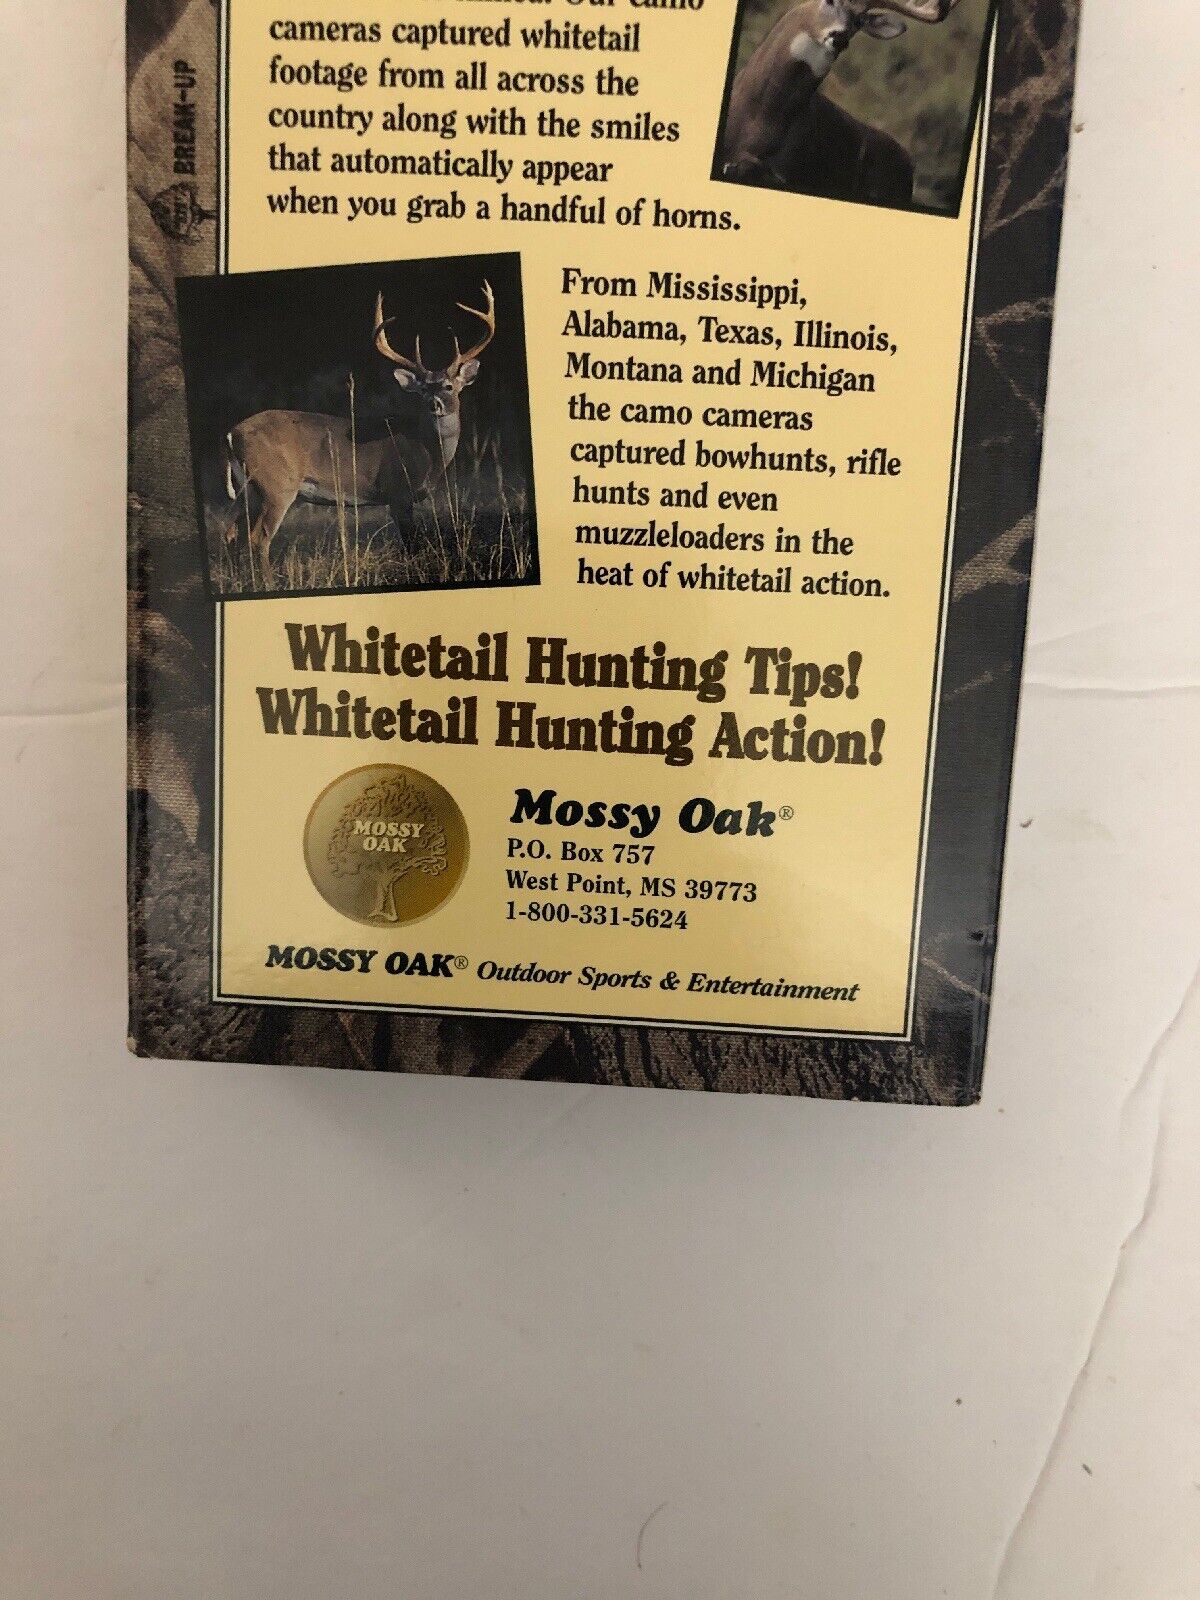 Our camo
cameras captured whitetail
footage from all across the
country along with the smiles
that automatically appear
when you grab a handful of horns.
BREAK-UP
From Mississippi,
Alabama, Texas, Illinois,
Montana and Michigan
the camo cameras
captured bowhunts, rifle
hunts and even
muzzleloaders in the
heat of whitetail action.
Whitetail Hunting Tips!
Whitetail Hunting Action!
MOSSY
OAK
Mossy Oak®
P.O. Box 757
West Point, MS 39773
1-800-331-5624
MOSSY OAK® Outdoor Sports & Entertainment